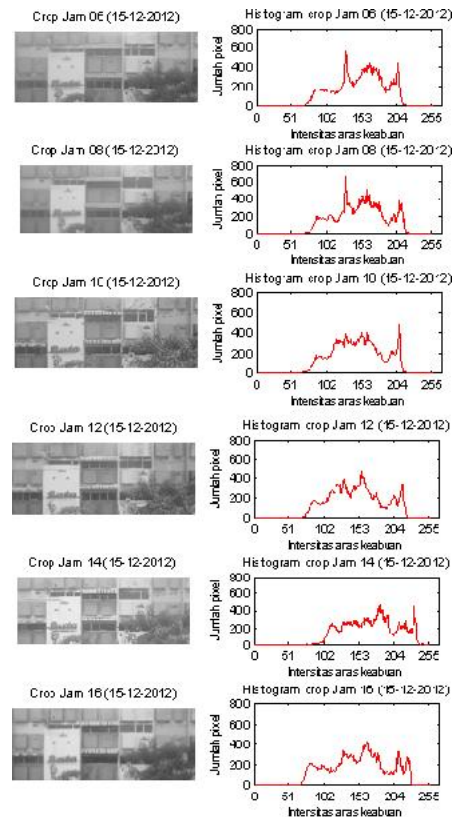 Crop Jam 06 (15-12-2012)
Histogram crop Jam 06 (15-12-2012)
Jumlah pixel
800
600
400
200
0
0 51 102 153 204 255
Intensitas aras keabuan
Crop Jam 08 (15-12-2012)
Histogram crop Jam 08 (15-12-2012)
Jumlah pixel
800
600
400
200
0
0 51 102 153 204 255
Intensitas aras keabuan
Crop Jam 10 (15-12-2012)
Histogram crop Jam 10 (15-12-2012)
Jumlah pixel
800
600
400
200
0
0 51 102 153 204 255
Intensitas aras keabuan
Crop Jam 12 (15-12-2012)
Histogram crop Jam 12 (15-12-2012)
Jumlah pixel
800
600
400
200
0
0 51 102 153 204 255
Intensitas aras keabuan
Crop Jam 14 (15-12-2012)
Histogram crop Jam 14 (15-12-2012)
Jumlah pixel
800
600
400
200
0
0 51 102 153 204 255
Intensitas aras keabuan
Crop Jam 16 (15-12-2012)
Histogram crop Jam 16 (15-12-2012)
Jumlah pixel
800
600
400
200
0
0 51 102 153 204 255
Intensitas aras keabuan